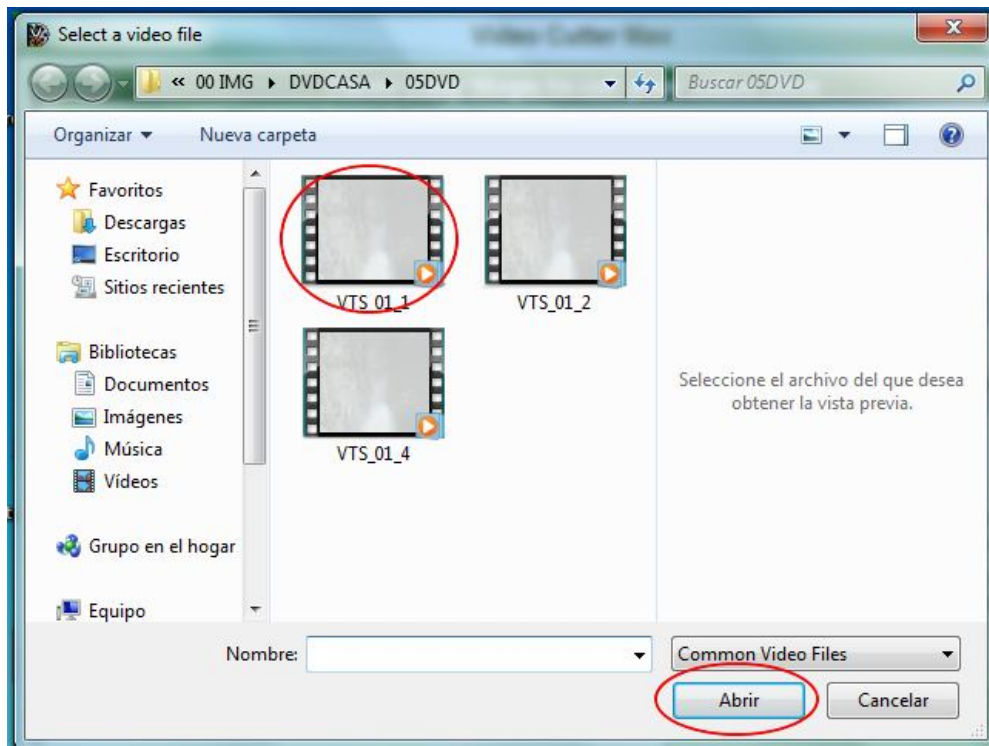 Select a video file
« 00 IMG ▸ DVDCASA ▸ 05DVD
Buscar 05DVD
Organizar
Nueva carpeta
Favoritos
Descargas
Escritorio
Sitios recientes
Bibliotecas
Documentos
Imágenes
Música
Vídeos
Grupo en el hogar
Equipo
VTS_01_1
VTS_01_2
VTS_01_4
Seleccione el archivo del que desea
obtener la vista previa.
Nombre:
Common Video Files
Abrir
Cancelar